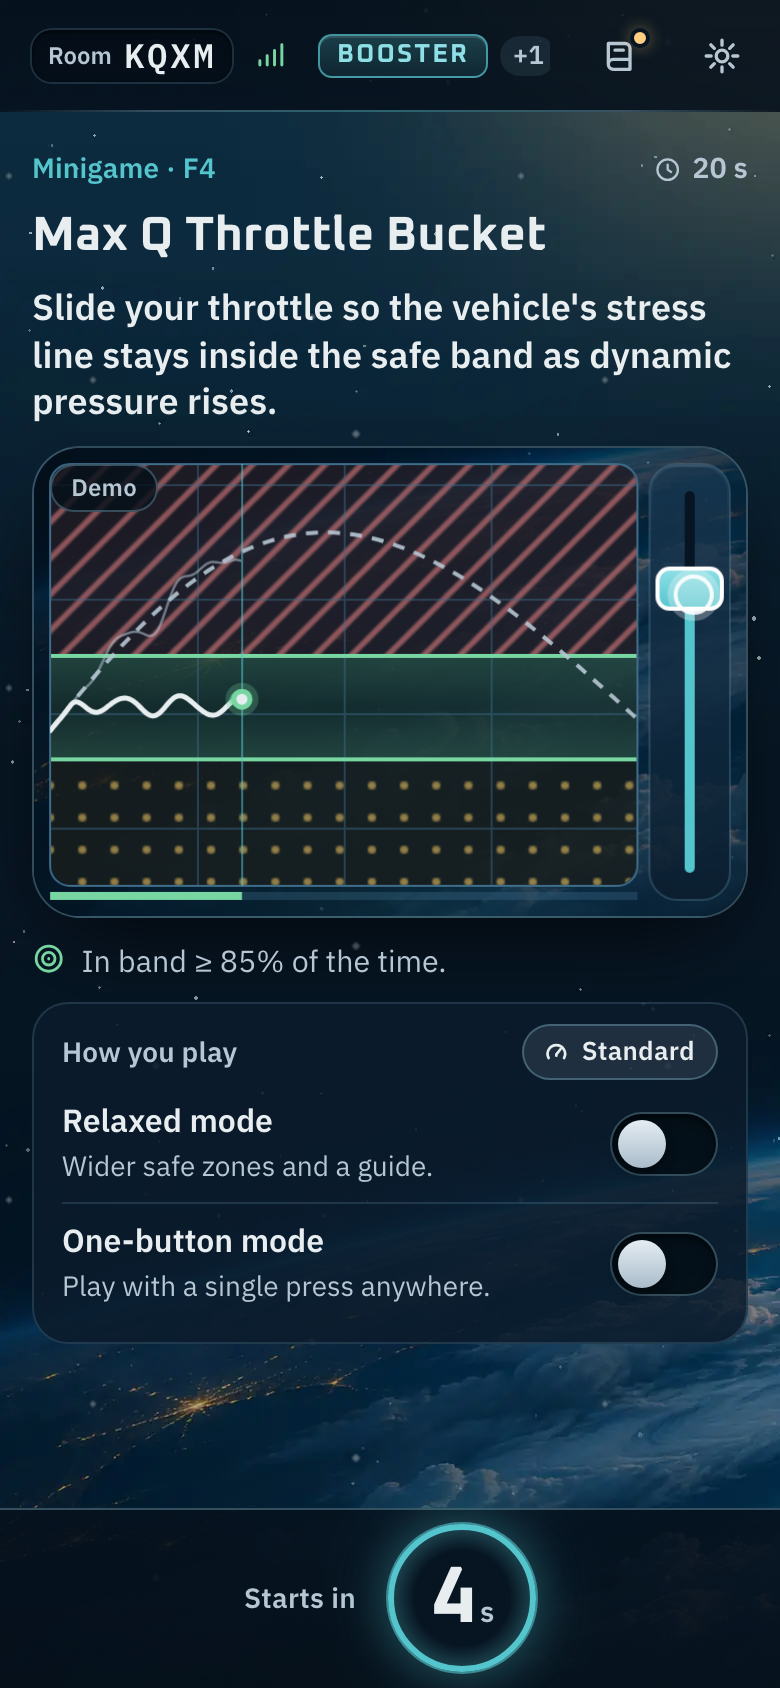 Room KQXM
BOOSTER
+1
Minigame · F4
20 s
Max Q Throttle Bucket
Slide your throttle so the vehicle's stress
line stays inside the safe band as dynamic
pressure rises.
Demo
In band ≥ 85% of the time.
How you play
Standard
Relaxed mode
Wider safe zones and a guide.
One-button mode
Play with a single press anywhere.
Starts in
4 s